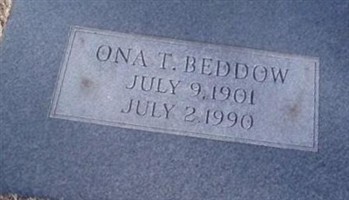 ONA T. BEDDOW
JULY 9, 1901
JULY 2, 1990